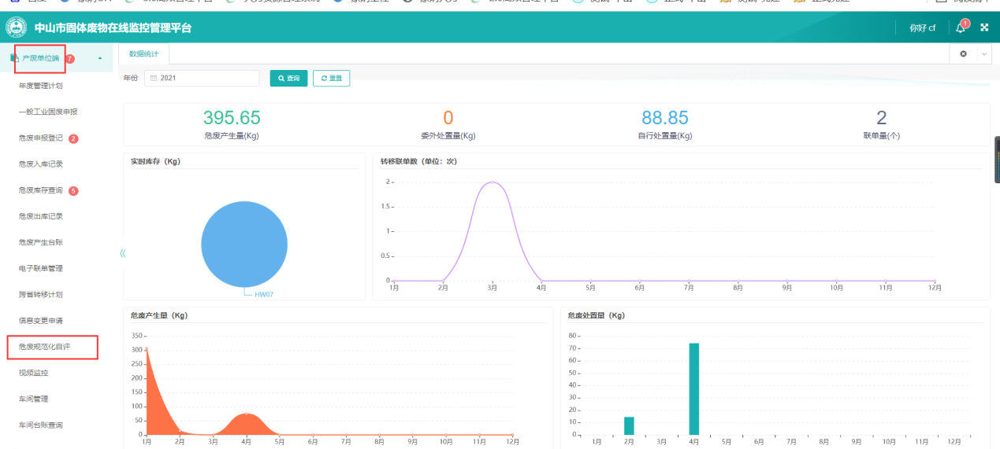 中山市固体废物在线监控管理平台
你好 cf
1
产废单位端 7
数据统计
年度管理计划
一般工业固废申报
危废申报登记 2
危废入库记录
危废库存查询 5
危废出库记录
危废产生台账
电子联单管理
跨省转移计划
信息变更申请
危废规范化自评
视频监控
车间管理
车间台账查询
年份 2021 查询 重置
395.65 0 88.85 2
危废产生量(Kg) 委外处置量(Kg) 自行处置量(Kg) 联单量(个)
实时库存（Kg）
HW07
转移联单数（单位：次）
2
1.5
1
0.5
0
1月 2月 3月 4月 5月 6月 7月 8月 9月 10月 11月 12月
危废产生量（Kg）
350
300
250
200
150
100
50
0
1月 2月 3月 4月 5月 6月 7月 8月 9月 10月 11月 12月
危废处置量（Kg）
80
70
60
50
40
30
20
10
0
1月 2月 3月 4月 5月 6月 7月 8月 9月 10月 11月 12月